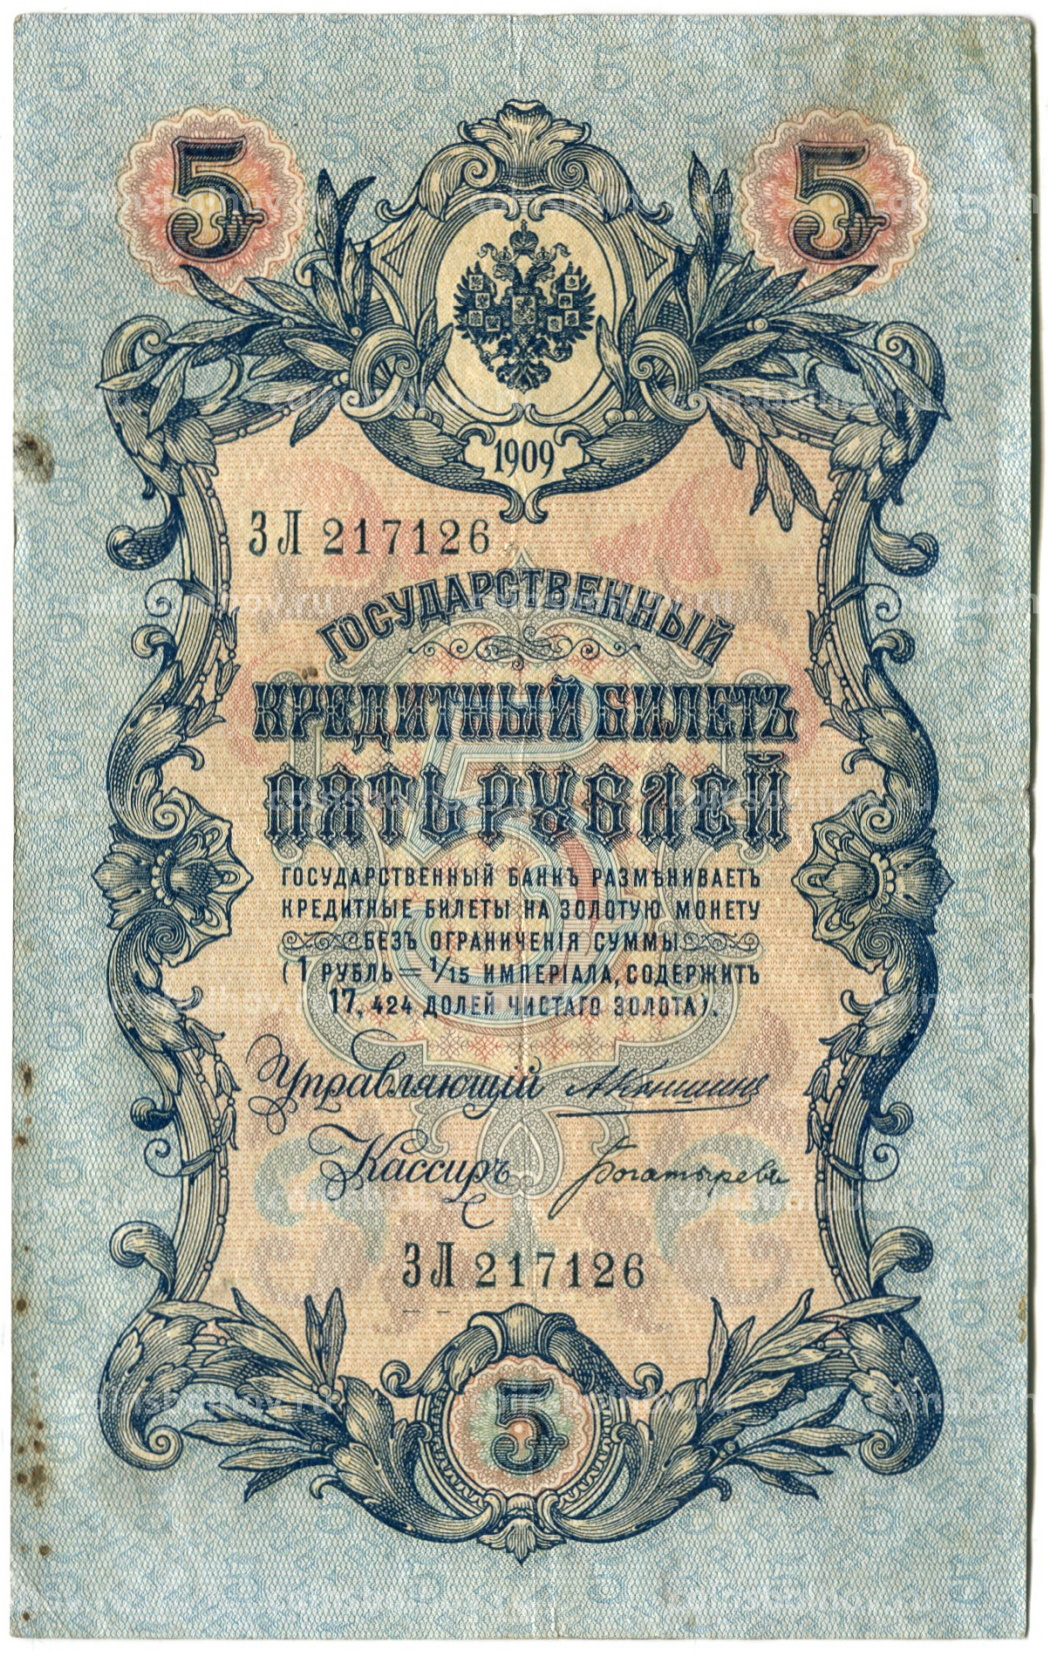 5 5
1909
ЗЛ 217126
ГОСУДАРСТВЕННЫЙ
КРЕДИТНЫЙ БИЛЕТЪ
ПЯТЬ РУБЛЕЙ
ГОСУДАРСТВЕННЫЙ БАНКЪ РАЗМѢНИВАЕТЪ
КРЕДИТНЫЕ БИЛЕТЫ НА ЗОЛОТУЮ МОНЕТУ
БЕЗЪ ОГРАНИЧЕНІЯ СУММЫ
(1 РУБЛЬ = 1/15 ИМПЕРІАЛА, СОДЕРЖИТЪ
17,424 ДОЛЕЙ ЧИСТАГО ЗОЛОТА).
Управляющій АКоншинъ
Кассиръ Богатыревъ
ЗЛ 217126
5